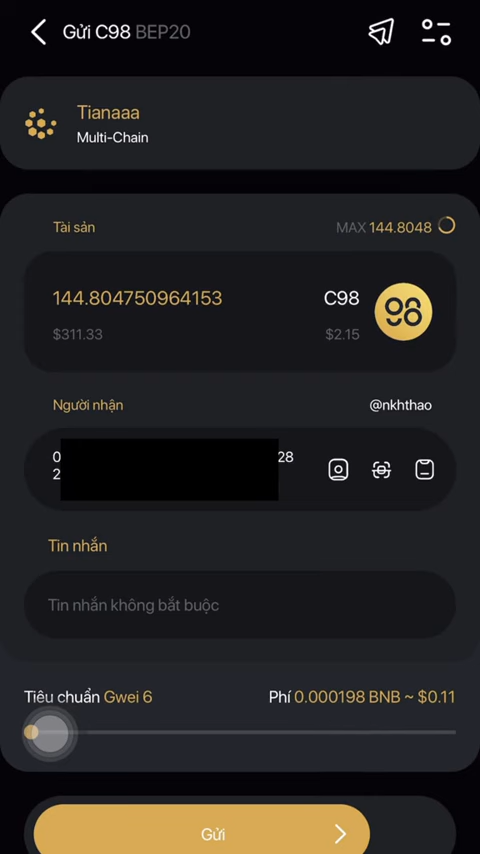 Gửi C98 BEP20
Tianaaa
Multi-Chain
Tài sản MAX 144.8048
144.804750964153 C98
$311.33 $2.15
Người nhận @nkhthao
0 28
2
Tin nhắn
Tin nhắn không bắt buộc
Tiêu chuẩn Gwei 6 Phí 0.000198 BNB ~ $0.11
Gửi